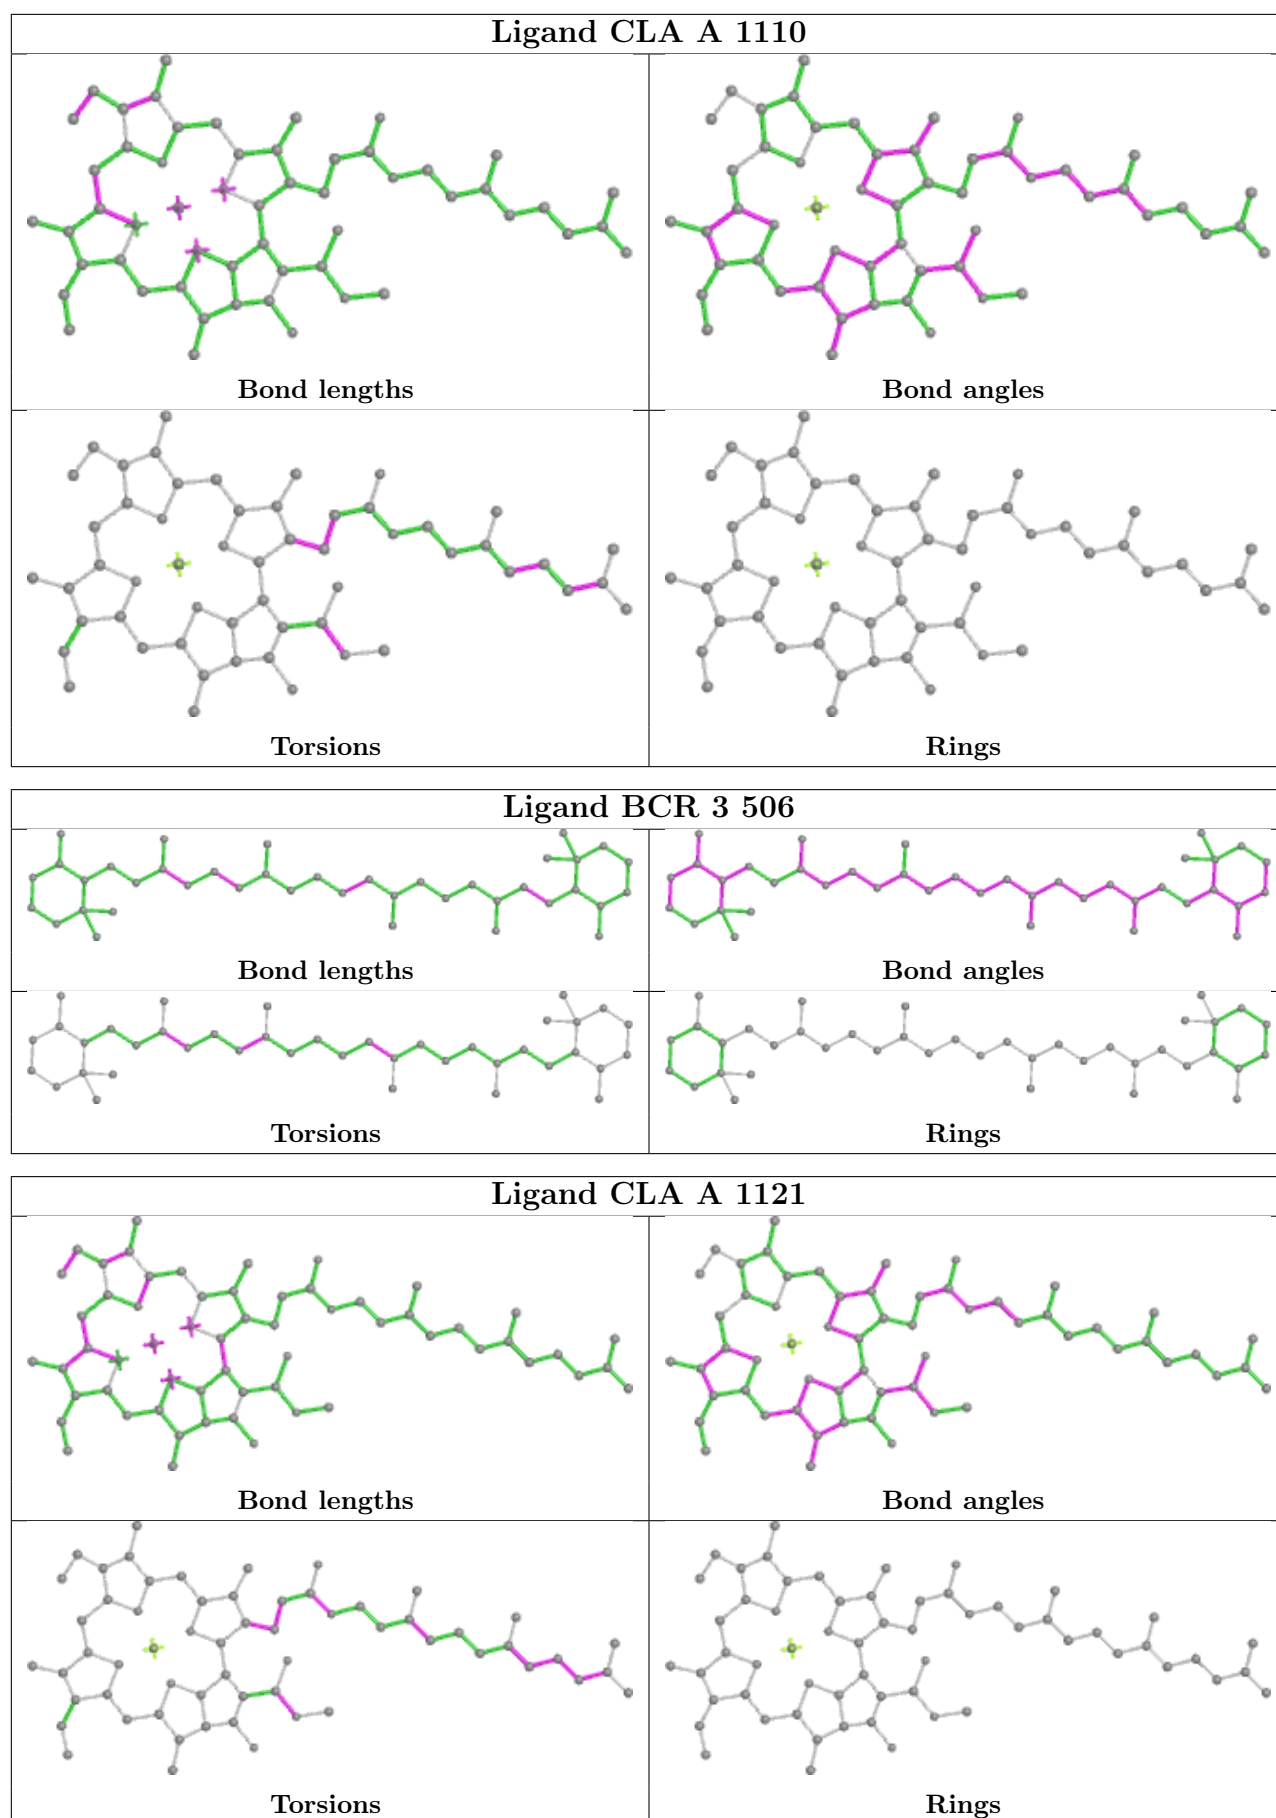 Ligand CLA A 1110
Bond lengths
Bond angles
Torsions
Rings
Ligand BCR 3 506
Bond lengths
Bond angles
Torsions
Rings
Ligand CLA A 1121
Bond lengths
Bond angles
Torsions
Rings